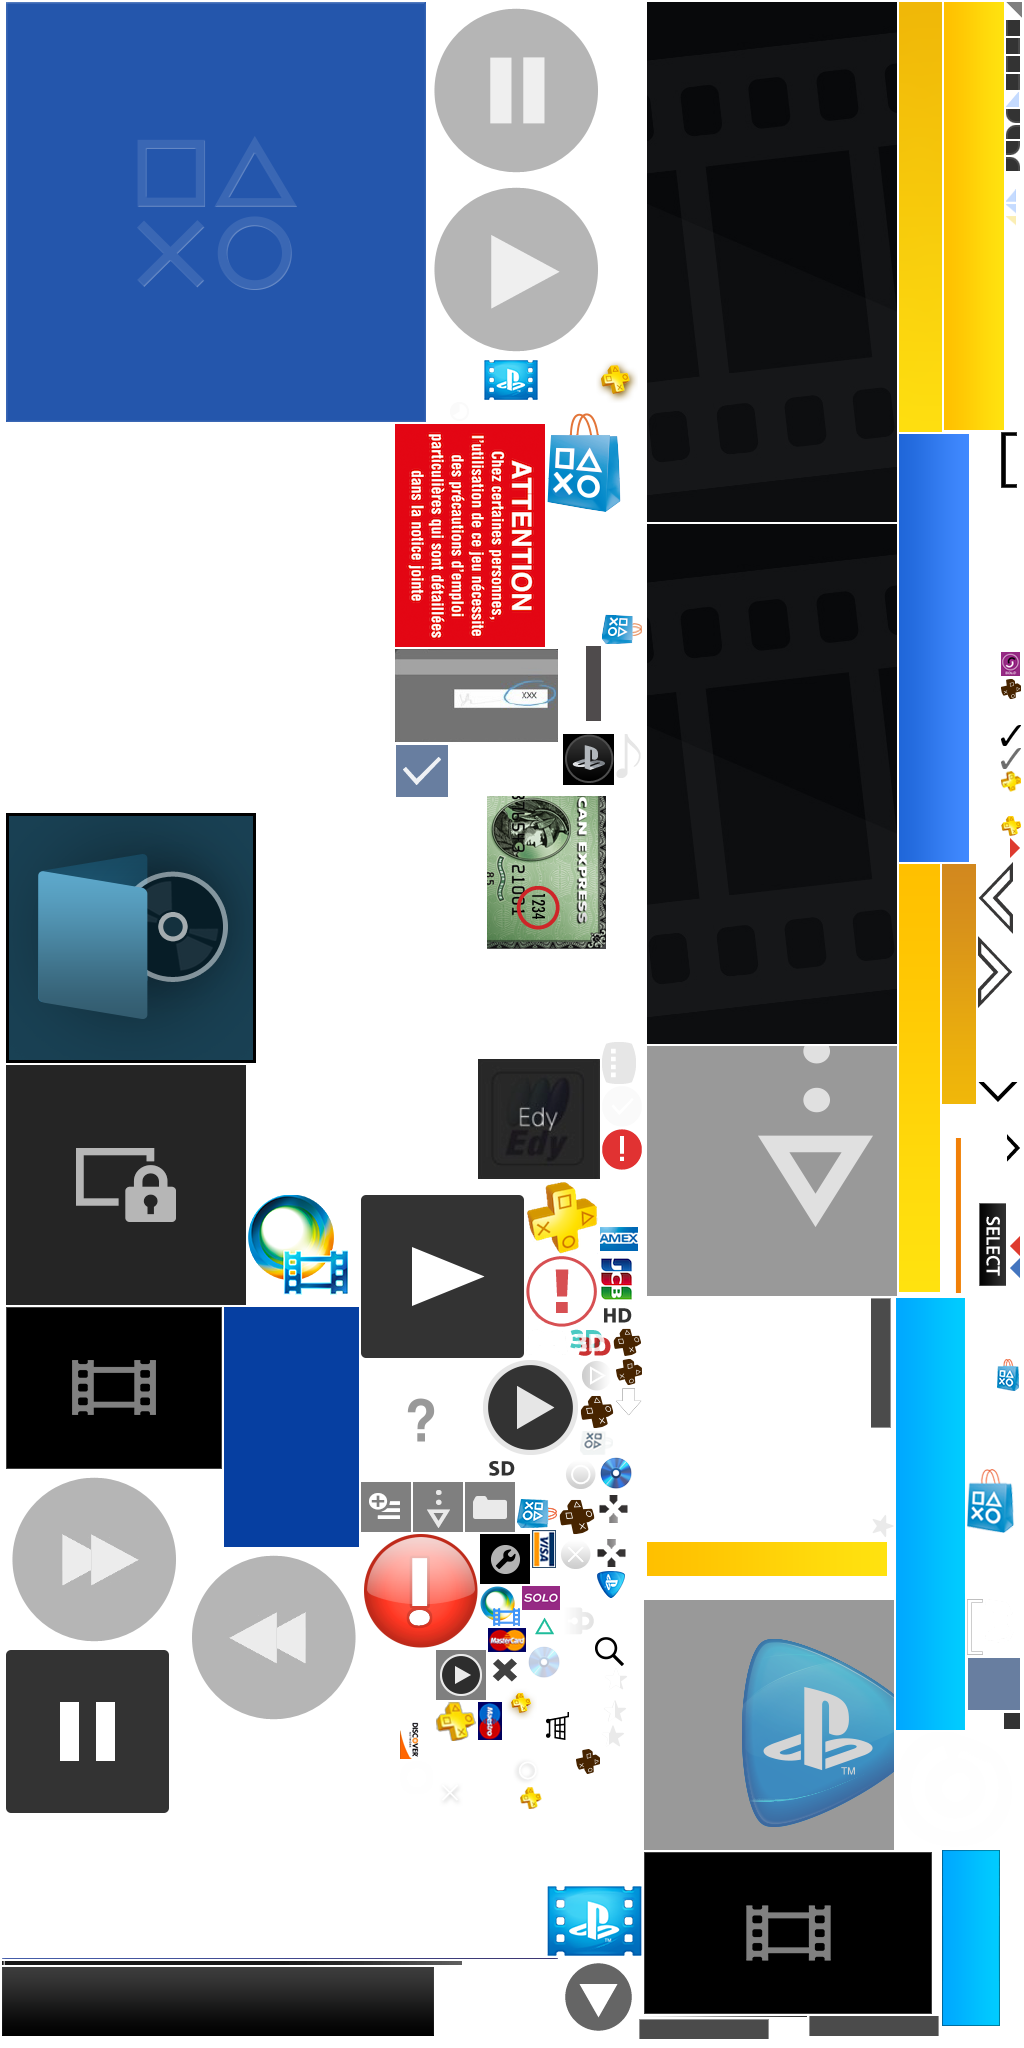 ATTENTION
Chez certaines personnes,
l'utilisation de ce jeu nécessite
des précautions d'emploi
particulières qui sont détaillées
dans la notice jointe
XXX
CAN EXPRESS
1234
21001
85
Edy
Edy
AMEX
JCB
HD
3D
SD
VISA
SOLO
MasterCard
Maestro
DISCOVER
SELECT
TM